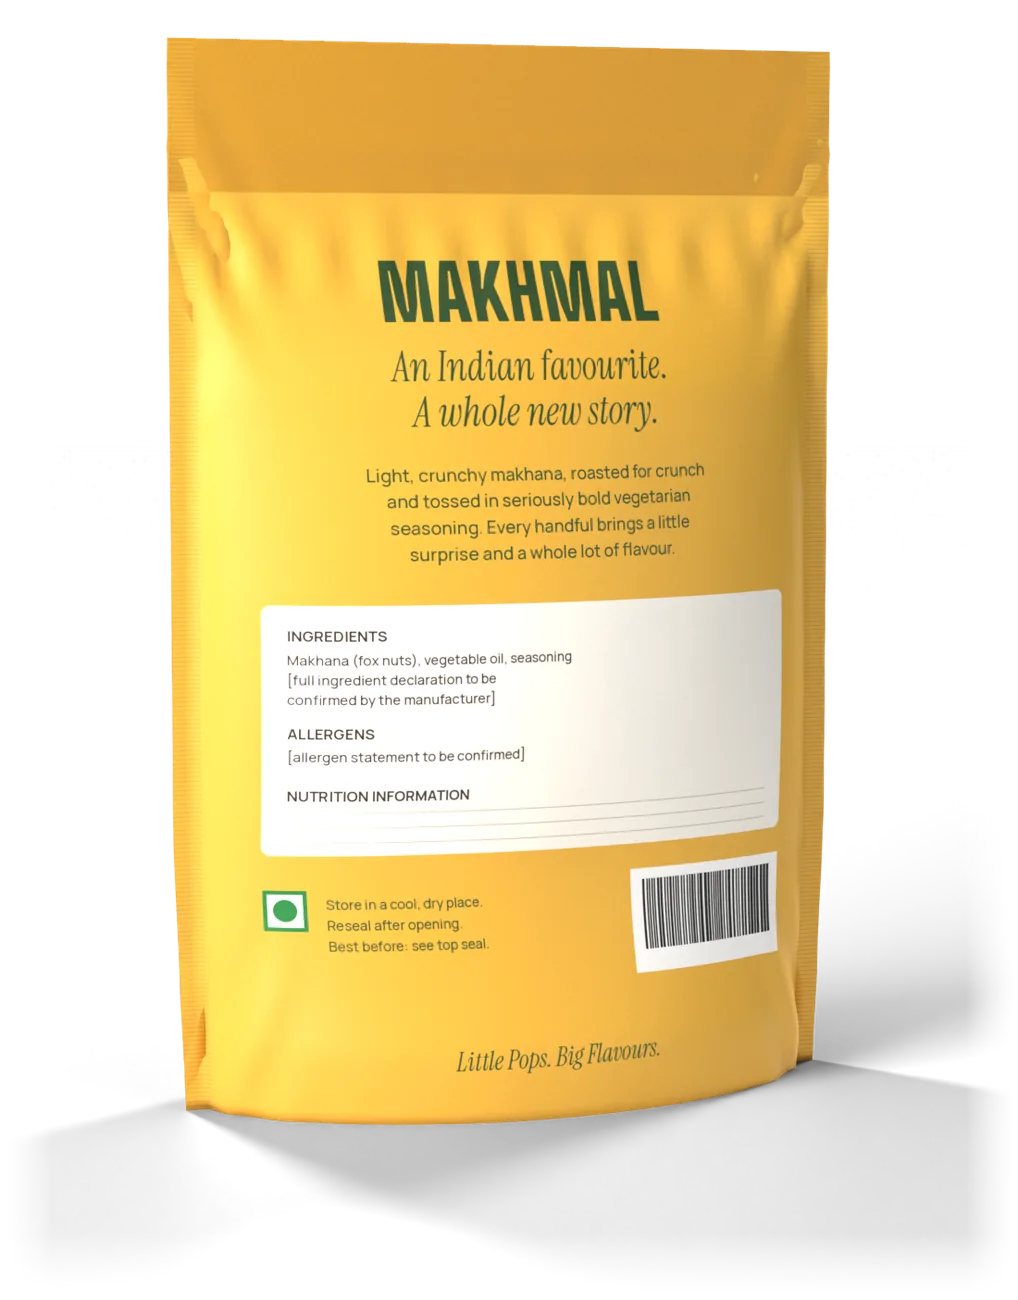 MAKHMAL
An Indian favourite.
A whole new story.
Light, crunchy makhana, roasted for crunch
and tossed in seriously bold vegetarian
seasoning. Every handful brings a little
surprise and a whole lot of flavour.
INGREDIENTS
Makhana (fox nuts), vegetable oil, seasoning
[full ingredient declaration to be
confirmed by the manufacturer]
ALLERGENS
[allergen statement to be confirmed]
NUTRITION INFORMATION
Store in a cool, dry place.
Reseal after opening.
Best before: see top seal.
Little Pops. Big Flavours.